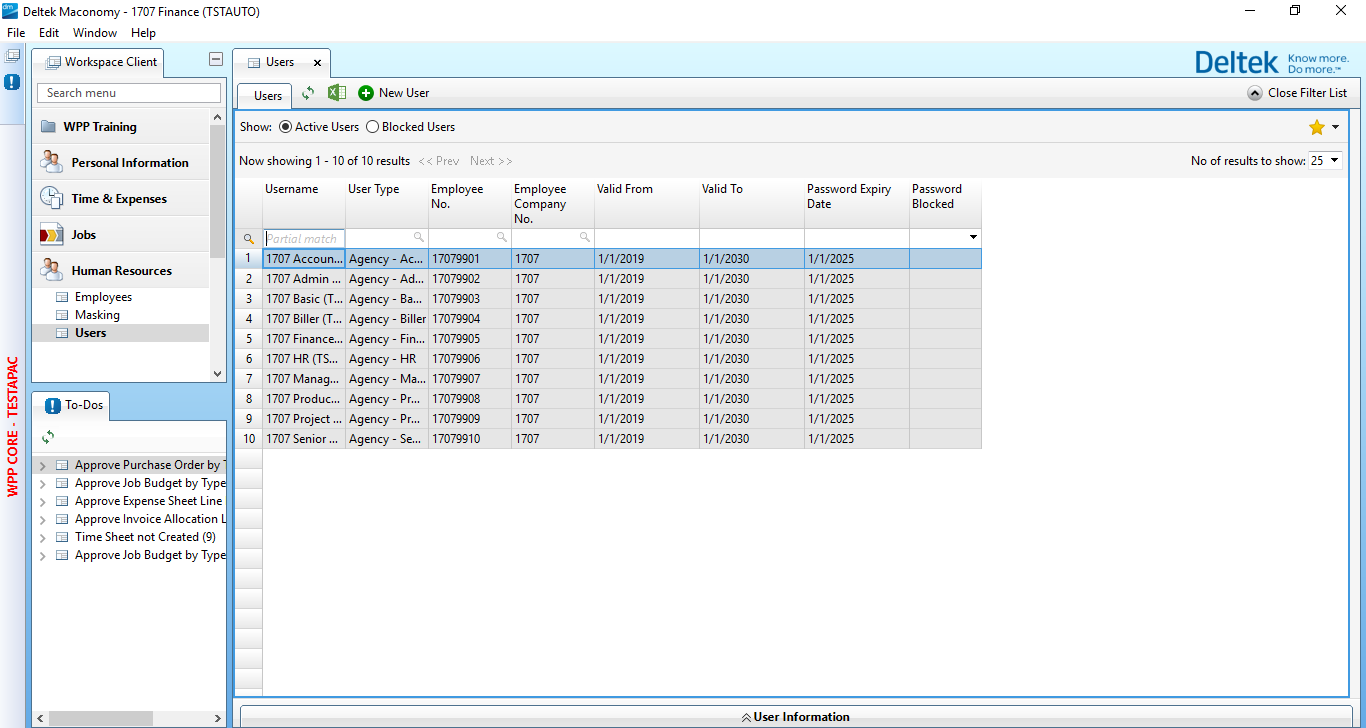 Deltek Maconomy - 1707 Finance (TSTAUTO)
File Edit Window Help
Workspace Client
Users
Deltek Know more. Do more.™
Search menu
Users New User Close Filter List
WPP Training
Personal Information
Time & Expenses
Jobs
Human Resources
Employees
Masking
Users
WPP CORE - TESTAPAC
To-Dos
Approve Purchase Order by T
Approve Job Budget by Type
Approve Expense Sheet Line
Approve Invoice Allocation L
Time Sheet not Created (9)
Approve Job Budget by Type
Show: Active Users Blocked Users
Now showing 1 - 10 of 10 results << Prev Next >> No of results to show: 25
Username User Type Employee No. Employee Company No. Valid From Valid To Password Expiry Date Password Blocked
Partial match
1 1707 Accoun... Agency - Ac... 17079901 1707 1/1/2019 1/1/2030 1/1/2025
2 1707 Admin ... Agency - Ad... 17079902 1707 1/1/2019 1/1/2030 1/1/2025
3 1707 Basic (T... Agency - Ba... 17079903 1707 1/1/2019 1/1/2030 1/1/2025
4 1707 Biller (T... Agency - Biller 17079904 1707 1/1/2019 1/1/2030 1/1/2025
5 1707 Finance... Agency - Fin... 17079905 1707 1/1/2019 1/1/2030 1/1/2025
6 1707 HR (TS... Agency - HR 17079906 1707 1/1/2019 1/1/2030 1/1/2025
7 1707 Manag... Agency - Ma... 17079907 1707 1/1/2019 1/1/2030 1/1/2025
8 1707 Produc... Agency - Pr... 17079908 1707 1/1/2019 1/1/2030 1/1/2025
9 1707 Project ... Agency - Pr... 17079909 1707 1/1/2019 1/1/2030 1/1/2025
10 1707 Senior ... Agency - Se... 17079910 1707 1/1/2019 1/1/2030 1/1/2025
User Information